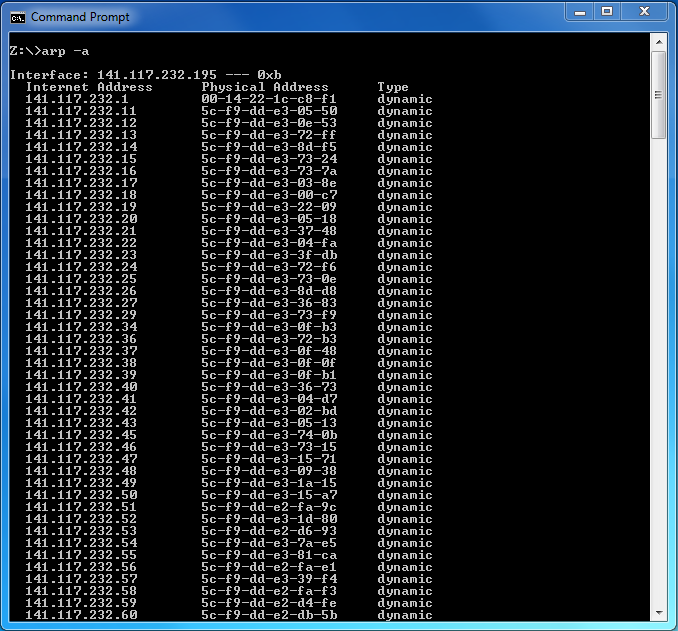 Command Prompt
Z:\>arp -a
Interface: 141.117.232.195 --- 0xb
Internet Address Physical Address Type
141.117.232.1 00-14-22-1c-c8-f1 dynamic
141.117.232.11 5c-f9-dd-e3-05-50 dynamic
141.117.232.12 5c-f9-dd-e3-0e-53 dynamic
141.117.232.13 5c-f9-dd-e3-72-ff dynamic
141.117.232.14 5c-f9-dd-e3-8d-f5 dynamic
141.117.232.15 5c-f9-dd-e3-73-24 dynamic
141.117.232.16 5c-f9-dd-e3-73-7a dynamic
141.117.232.17 5c-f9-dd-e3-03-8e dynamic
141.117.232.18 5c-f9-dd-e3-00-c7 dynamic
141.117.232.19 5c-f9-dd-e3-22-09 dynamic
141.117.232.20 5c-f9-dd-e3-05-18 dynamic
141.117.232.21 5c-f9-dd-e3-37-48 dynamic
141.117.232.22 5c-f9-dd-e3-04-fa dynamic
141.117.232.23 5c-f9-dd-e3-3f-db dynamic
141.117.232.24 5c-f9-dd-e3-72-f6 dynamic
141.117.232.25 5c-f9-dd-e3-73-0e dynamic
141.117.232.26 5c-f9-dd-e3-8d-d8 dynamic
141.117.232.27 5c-f9-dd-e3-36-83 dynamic
141.117.232.29 5c-f9-dd-e3-73-f9 dynamic
141.117.232.34 5c-f9-dd-e3-0f-b3 dynamic
141.117.232.36 5c-f9-dd-e3-72-b3 dynamic
141.117.232.37 5c-f9-dd-e3-0f-48 dynamic
141.117.232.38 5c-f9-dd-e3-0f-0f dynamic
141.117.232.39 5c-f9-dd-e3-0f-b1 dynamic
141.117.232.40 5c-f9-dd-e3-36-73 dynamic
141.117.232.41 5c-f9-dd-e3-04-d7 dynamic
141.117.232.42 5c-f9-dd-e3-02-bd dynamic
141.117.232.43 5c-f9-dd-e3-05-13 dynamic
141.117.232.45 5c-f9-dd-e3-74-0b dynamic
141.117.232.46 5c-f9-dd-e3-73-15 dynamic
141.117.232.47 5c-f9-dd-e3-15-71 dynamic
141.117.232.48 5c-f9-dd-e3-09-38 dynamic
141.117.232.49 5c-f9-dd-e3-1a-15 dynamic
141.117.232.50 5c-f9-dd-e3-15-a7 dynamic
141.117.232.51 5c-f9-dd-e2-fa-9c dynamic
141.117.232.52 5c-f9-dd-e3-1d-80 dynamic
141.117.232.53 5c-f9-dd-e2-d6-93 dynamic
141.117.232.54 5c-f9-dd-e3-7a-e5 dynamic
141.117.232.55 5c-f9-dd-e3-81-ca dynamic
141.117.232.56 5c-f9-dd-e2-fa-e1 dynamic
141.117.232.57 5c-f9-dd-e3-39-f4 dynamic
141.117.232.58 5c-f9-dd-e2-fa-f3 dynamic
141.117.232.59 5c-f9-dd-e2-d4-fe dynamic
141.117.232.60 5c-f9-dd-e2-db-5b dynamic